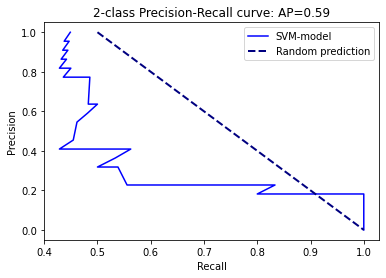 2-class Precision-Recall curve: AP=0.59
SVM-model
Random prediction
Precision
1.0
0.8
0.6
0.4
0.2
0.0
0.4 0.5 0.6 0.7 0.8 0.9 1.0
Recall